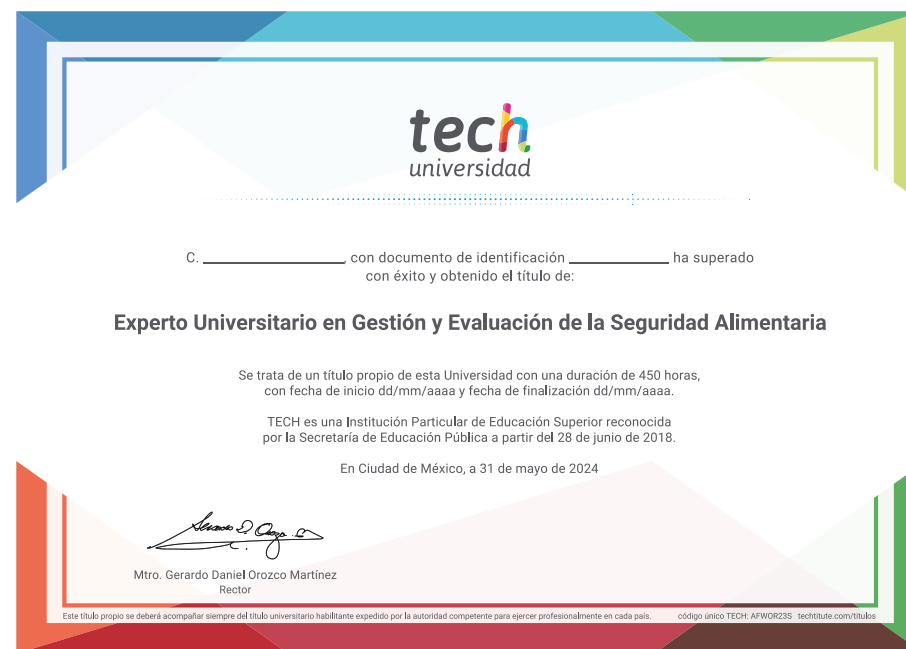 tech
universidad
C. ____________, con documento de identificación ____________ ha superado
con éxito y obtenido el título de:
Experto Universitario en Gestión y Evaluación de la Seguridad Alimentaria
Se trata de un título propio de esta Universidad con una duración de 450 horas,
con fecha de inicio dd/mm/aaaa y fecha de finalización dd/mm/aaaa.
TECH es una Institución Particular de Educación Superior reconocida
por la Secretaría de Educación Pública a partir del 28 de junio de 2018.
En Ciudad de México, a 31 de mayo de 2024
Mtro. Gerardo Daniel Orozco Martínez
Rector
Este título propio se deberá acompañar siempre del título universitario habilitante expedido por la autoridad competente para ejercer profesionalmente en cada país. código único TECH: AFWOR23S techtitute.com/titulos